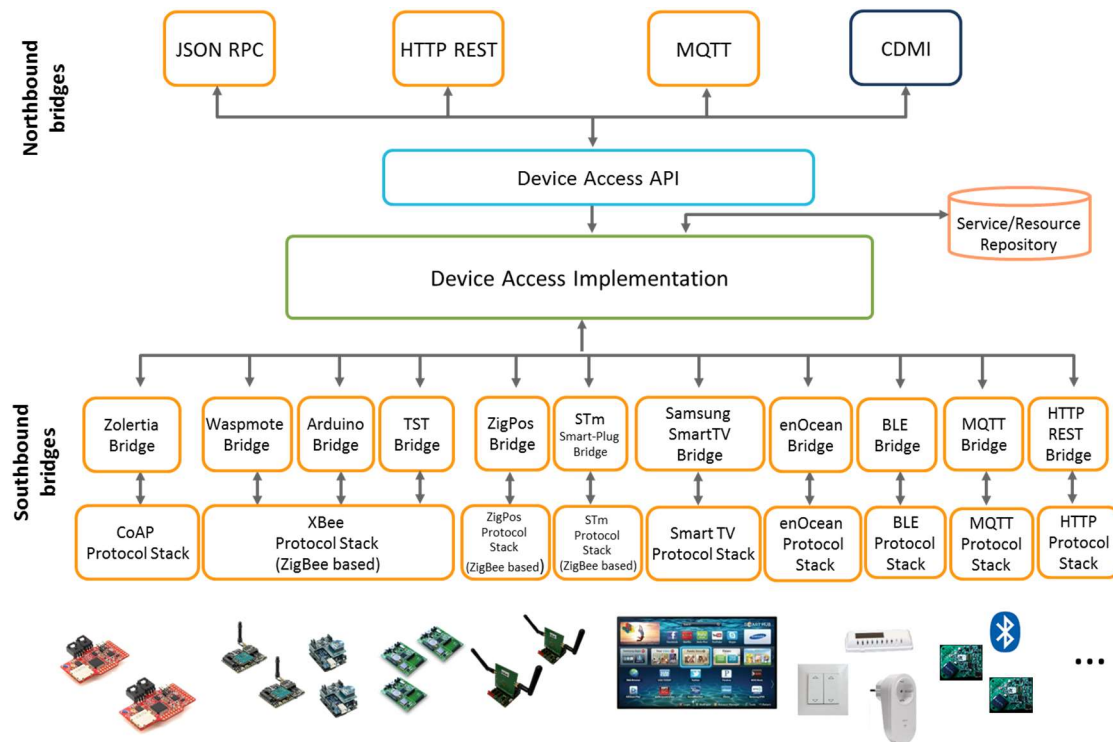 Northbound
bridges
JSON RPC
HTTP REST
MQTT
CDMI
Device Access API
Service/Resource
Repository
Device Access Implementation
Southbound
bridges
Zolertia
Bridge
Waspmote
Bridge
Arduino
Bridge
TST
Bridge
ZigPos
Bridge
STm
Smart-Plug
Bridge
Samsung
SmartTV
Bridge
enOcean
Bridge
BLE
Bridge
MQTT
Bridge
HTTP
REST
Bridge
CoAP
Protocol Stack
XBee
Protocol Stack
(ZigBee based)
ZigPos
Protocol
Stack
(ZigBee based)
STm
Protocol
Stack
(ZigBee based)
Smart TV
Protocol Stack
enOcean
Protocol
Stack
BLE
Protocol
Stack
MQTT
Protocol
Stack
HTTP
Protocol
Stack
...